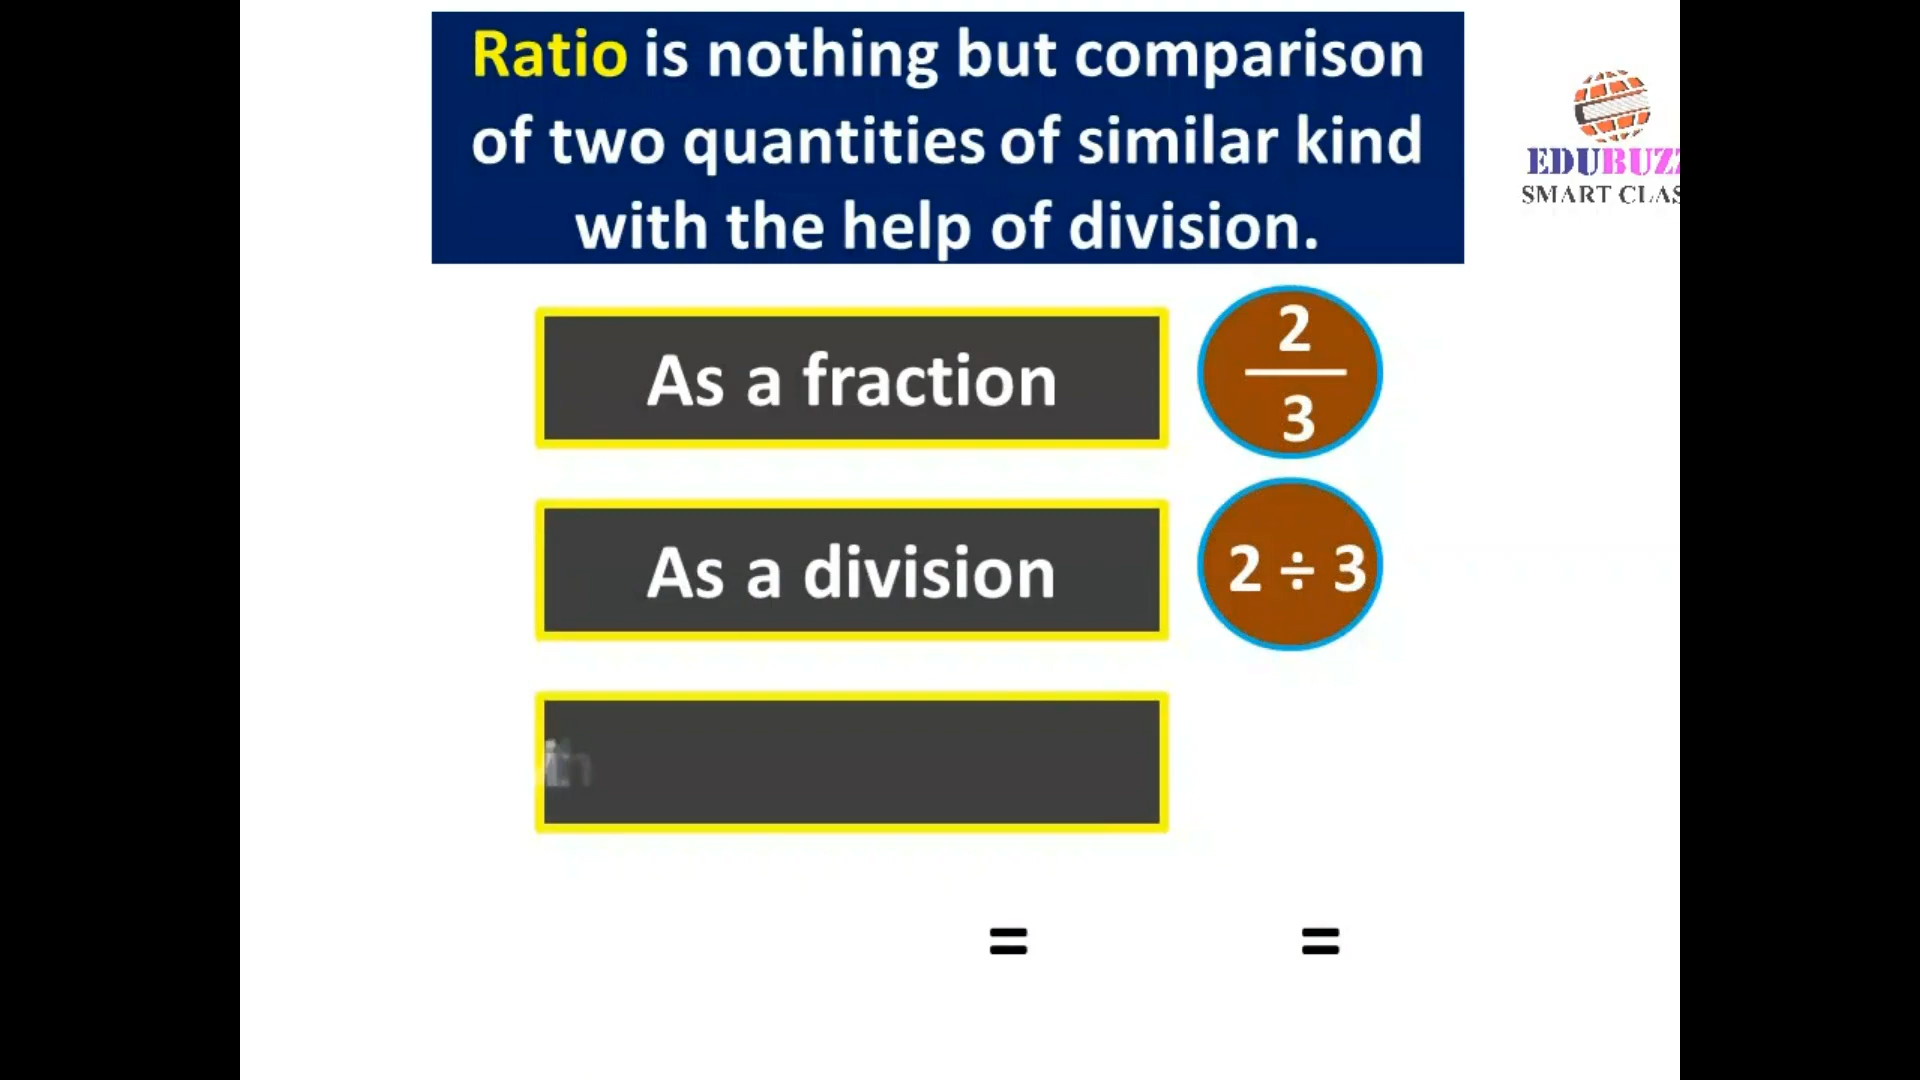 Ratio is nothing but comparison
of two quantities of similar kind
with the help of division.
EDUBUZ
SMART CLAS
As a fraction
2
3
As a division
2 ÷ 3
= =